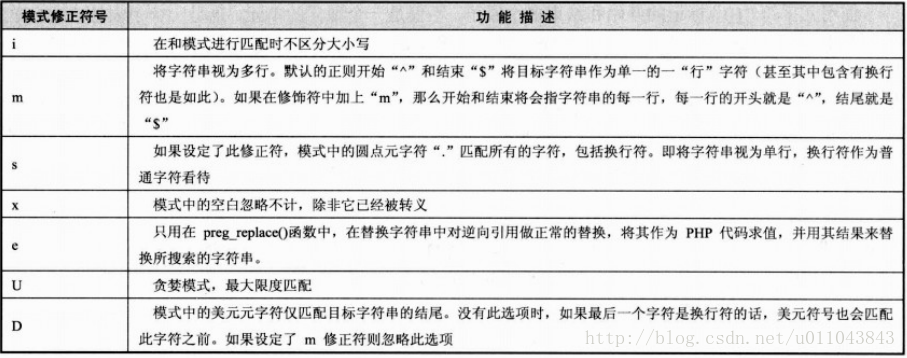 模式修正符号 功 能 描 述
i 在和模式进行匹配时不区分大小写
将字符串视为多行。默认的正则开始“^”和结束“$”将目标字符串作为单一的一“行”字符（甚至其中包含有换行
m 符也是如此）。如果在修饰符中加上“m”，那么开始和结束将会指字符串的每一行，每一行的开头就是“^”，结尾就是
“$”
如果设定了此修正符，模式中的圆点元字符“.”匹配所有的字符，包括换行符。即将字符串视为单行，换行符作为普
s 通字符看待
x 模式中的空白忽略不计，除非它已经被转义
只用在 preg_replace()函数中，在替换字符串中对逆向引用做正常的替换，将其作为 PHP 代码求值，并用其结果来替
e 换所搜索的字符串。
U 贪婪模式，最大限度匹配
模式中的美元元字符仅匹配目标字符串的结尾。没有此选项时，如果最后一个字符是换行符的话，美元符号也会匹配
D 此字符之前。如果设定了 m 修正符则忽略此选项
http://blog.csdn.net/u011043843